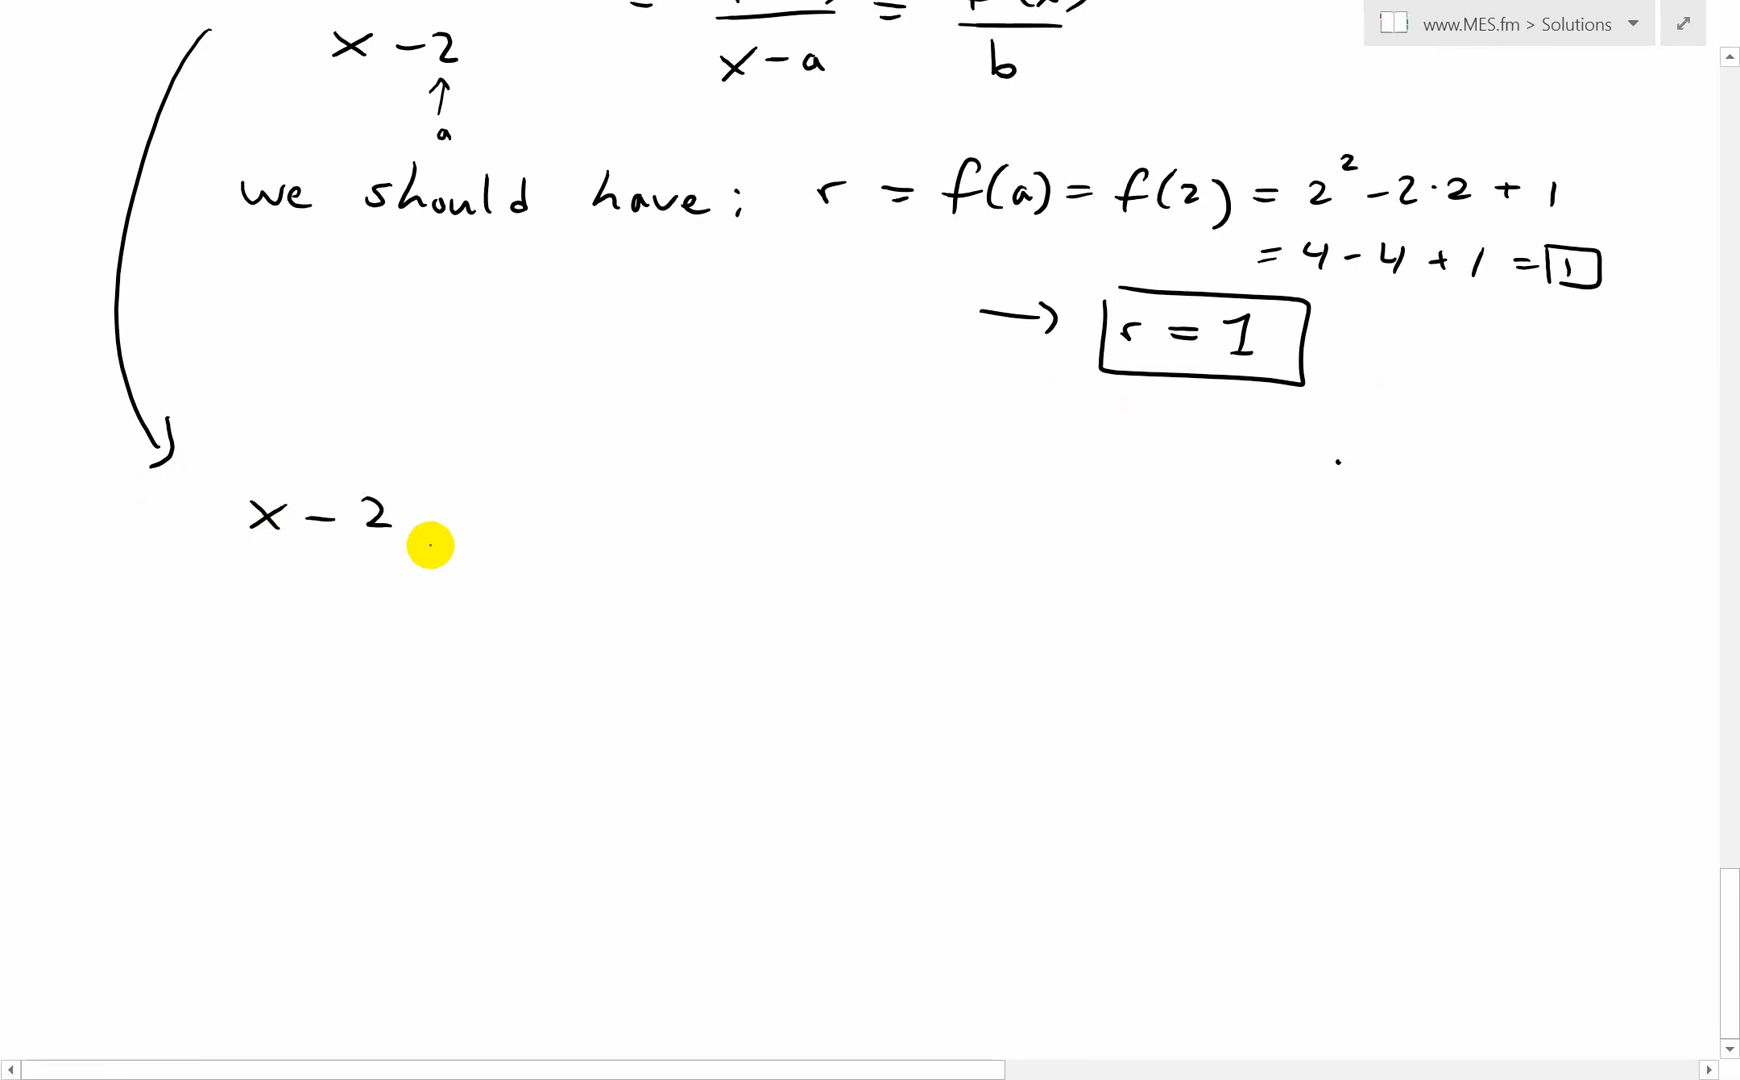 www.MES.fm > Solutions
x - 2
x - a
b
↑
a
we should have; r = f(a) = f(2) = 2² - 2·2 + 1
= 4 - 4 + 1 = 1
→ r = 1
x - 2